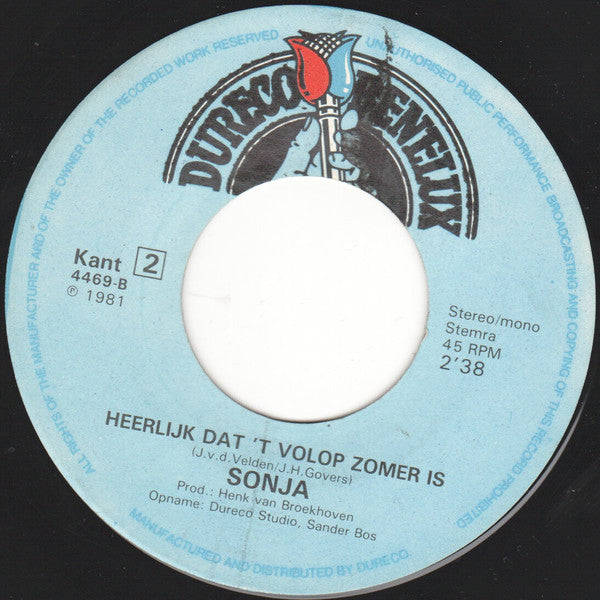 ALL RIGHTS OF THE MANUFACTURER AND OF THE OWNER OF THE RECORDED WORK RESERVED
UNAUTHORISED PUBLIC PERFORMANCE BROADCASTING AND COPYING OF THIS RECORD PROHIBITED
DURECO BENELUX
Kant 2
4469-B
℗ 1981
Stereo/mono
Stemra
45 RPM
2'38
HEERLIJK DAT 'T VOLOP ZOMER IS
(J.v.d.Velden/J.H.Govers)
SONJA
Prod.: Henk van Broekhoven
Opname: Dureco Studio, Sander Bos
MANUFACTURED AND DISTRIBUTED BY DURECO.